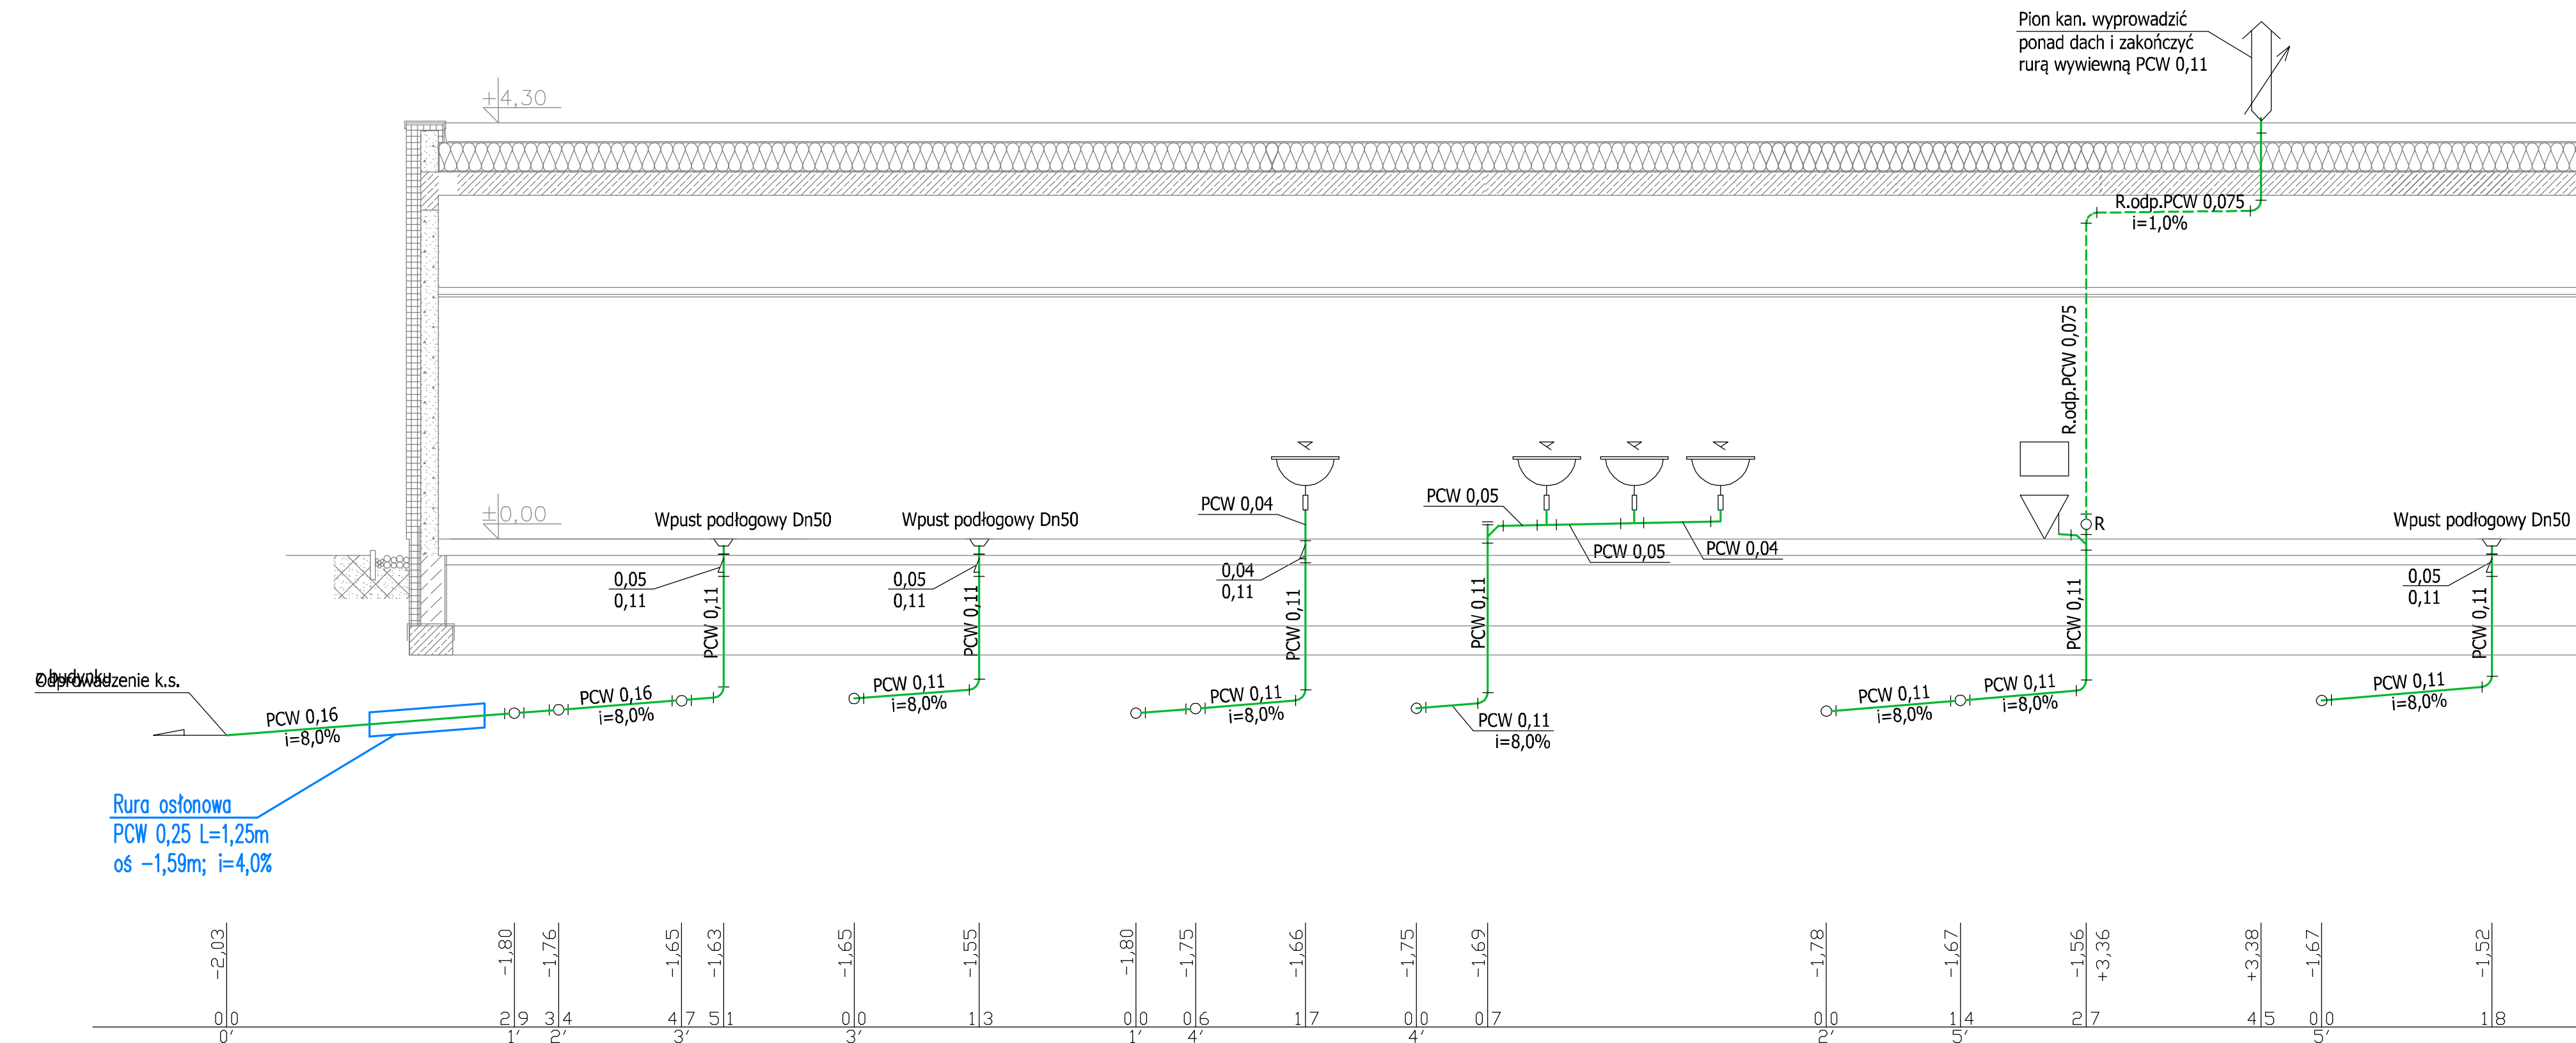 Pion kan. wyprowadzić
ponad dach i zakończyć
rurą wywiewną PCW 0,11
±4,30
R.odp.PCW 0,075
i=1,0%
R.odp.PCW 0,075
±0,00
Wpust podłogowy Dn50
Wpust podłogowy Dn50
PCW 0,04
PCW 0,05
PCW 0,05
PCW 0,04
R
Wpust podłogowy Dn50
0,05
0,11
PCW 0,11
0,05
0,11
PCW 0,11
0,04
0,11
PCW 0,11
PCW 0,11
PCW 0,11
0,05
0,11
PCW 0,11
z budynku
Odprowadzenie k.s.
PCW 0,16
i=8,0%
PCW 0,16
i=8,0%
PCW 0,11
i=8,0%
PCW 0,11
i=8,0%
PCW 0,11
i=8,0%
PCW 0,11
i=8,0%
PCW 0,11
i=8,0%
PCW 0,11
i=8,0%
Rura osłonowa
PCW 0,25 L=1,25m
oś -1,59m; i=4,0%
-2,03 -1,80 -1,76 -1,65 -1,63 -1,65 -1,55 -1,80 -1,75 -1,66 -1,75 -1,69 -1,78 -1,67 -1,56 +3,36 +3,38 -1,67 -1,52
0|0 2|9 3|4 4|7 5|1 0|0 1|3 0|0 0|6 1|7 0|0 0|7 0|0 1|4 2|7 4|5 0|0 1|8
0' 1' 2' 3' 3' 1' 4' 4' 2' 5' 5'